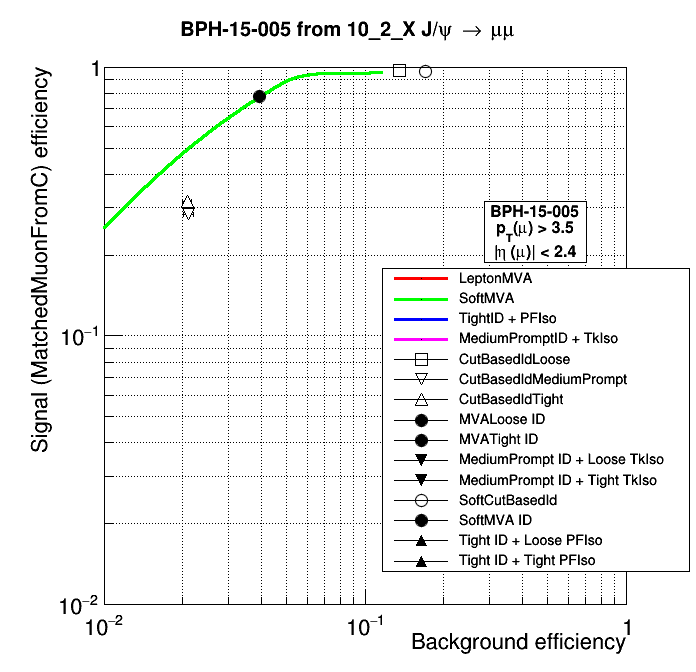 BPH-15-005 from 10_2_X J/ψ → μμ
Signal (MatchedMuonFromC) efficiency
1
10⁻¹
10⁻²
BPH-15-005
p_T(μ) > 3.5
|η (μ)| < 2.4
LeptonMVA
SoftMVA
TightID + PFIso
MediumPromptID + TkIso
CutBasedIdLoose
CutBasedIdMediumPrompt
CutBasedIdTight
MVALoose ID
MVATight ID
MediumPrompt ID + Loose TkIso
MediumPrompt ID + Tight TkIso
SoftCutBasedId
SoftMVA ID
Tight ID + Loose PFIso
Tight ID + Tight PFIso
10⁻² 10⁻¹ 1
Background efficiency